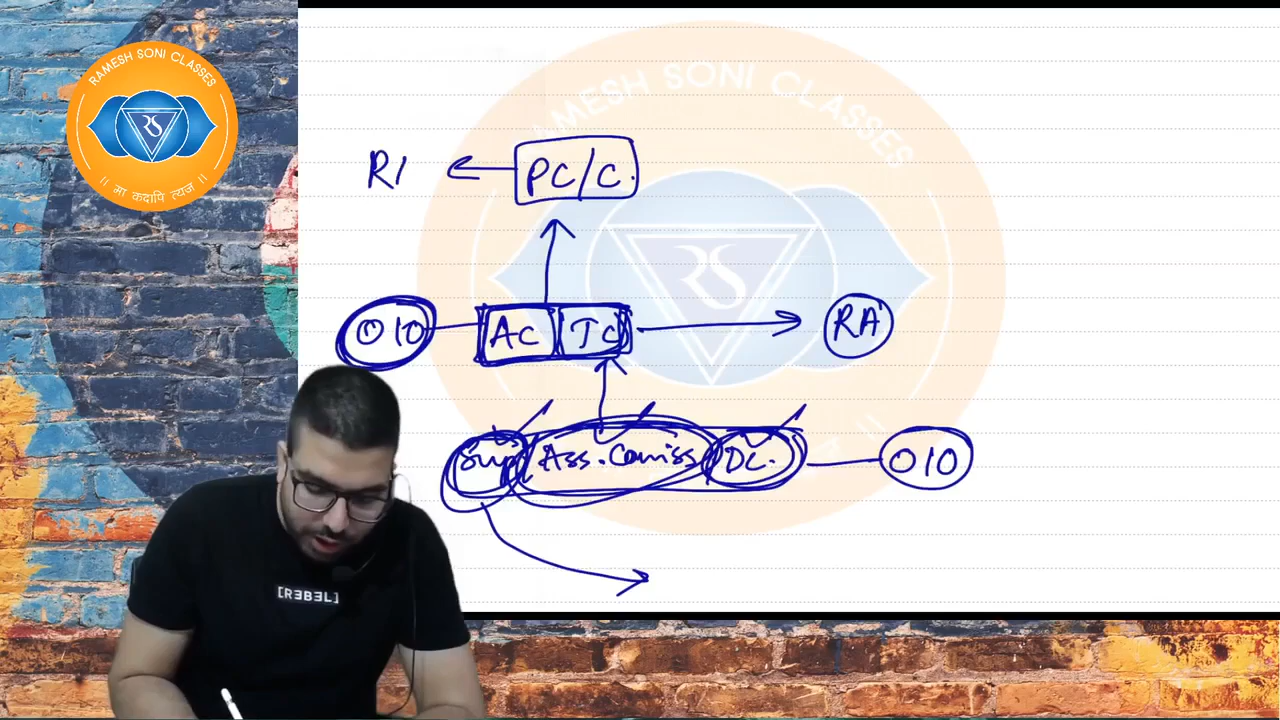 RAMESH SONI CLASSES
RS
॥ मा कदापि त्यज ॥
RAMESH SONI CLASSES
RS
RI PC/C.
OIO AC TC RA
Sup Ass. Comiss DC. OIO
[REBEL]